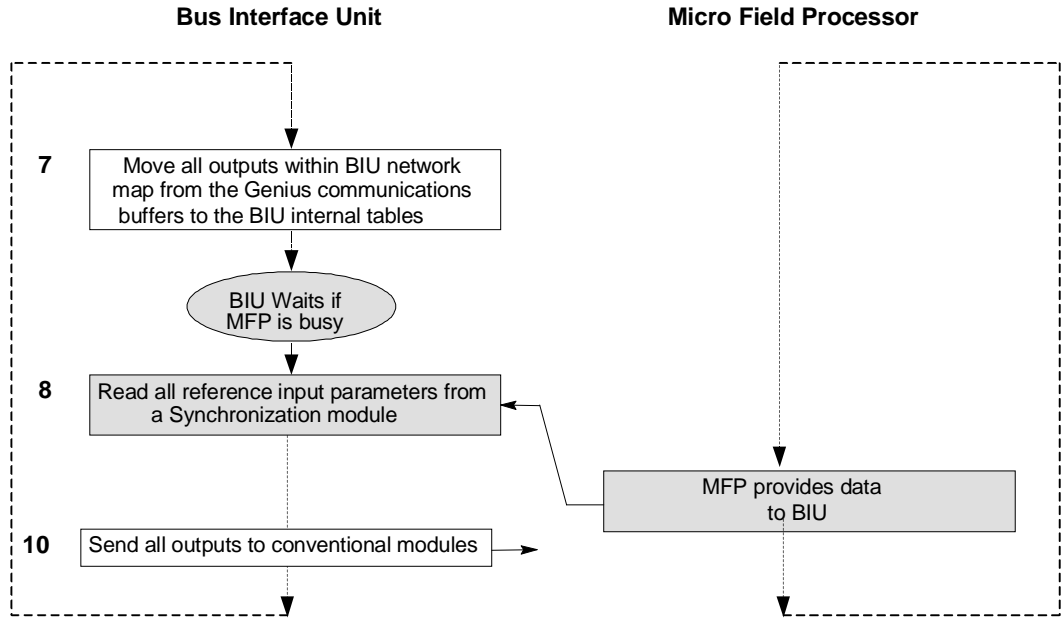 Bus Interface Unit
Micro Field Processor
7
Move all outputs within BIU network
map from the Genius communications
buffers to the BIU internal tables
BIU Waits if
MFP is busy
8
Read all reference input parameters from
a Synchronization module
MFP provides data
to BIU
10
Send all outputs to conventional modules